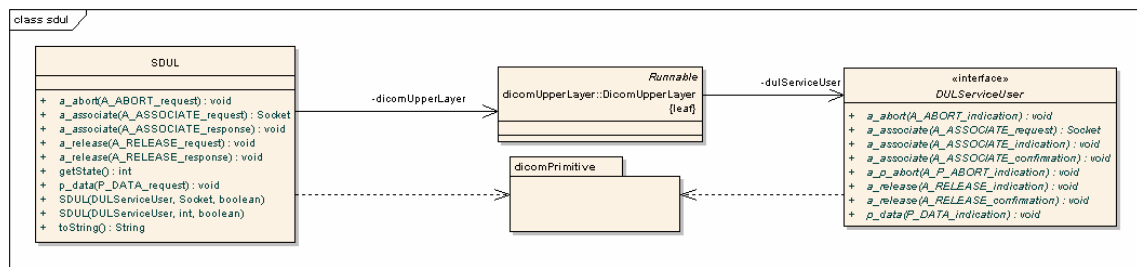 class sdul
SDUL
+ a_abort(A_ABORT_request) : void
+ a_associate(A_ASSOCIATE_request) : Socket
+ a_associate(A_ASSOCIATE_response) : void
+ a_release(A_RELEASE_request) : void
+ a_release(A_RELEASE_response) : void
+ getState() : int
+ p_data(P_DATA_request) : void
+ SDUL(DULServiceUser, Socket, boolean)
+ SDUL(DULServiceUser, int, boolean)
+ toString() : String
-dicomUpperLayer
Runnable
dicomUpperLayer::DicomUpperLayer
{leaf}
-dulServiceUser
«interface»
DULServiceUser
+ a_abort(A_ABORT_indication) : void
+ a_associate(A_ASSOCIATE_request) : Socket
+ a_associate(A_ASSOCIATE_indication) : void
+ a_associate(A_ASSOCIATE_confirmation) : void
+ a_p_abort(A_P_ABORT_indication) : void
+ a_release(A_RELEASE_indication) : void
+ a_release(A_RELEASE_confirmation) : void
+ p_data(P_DATA_indication) : void
dicomPrimitive